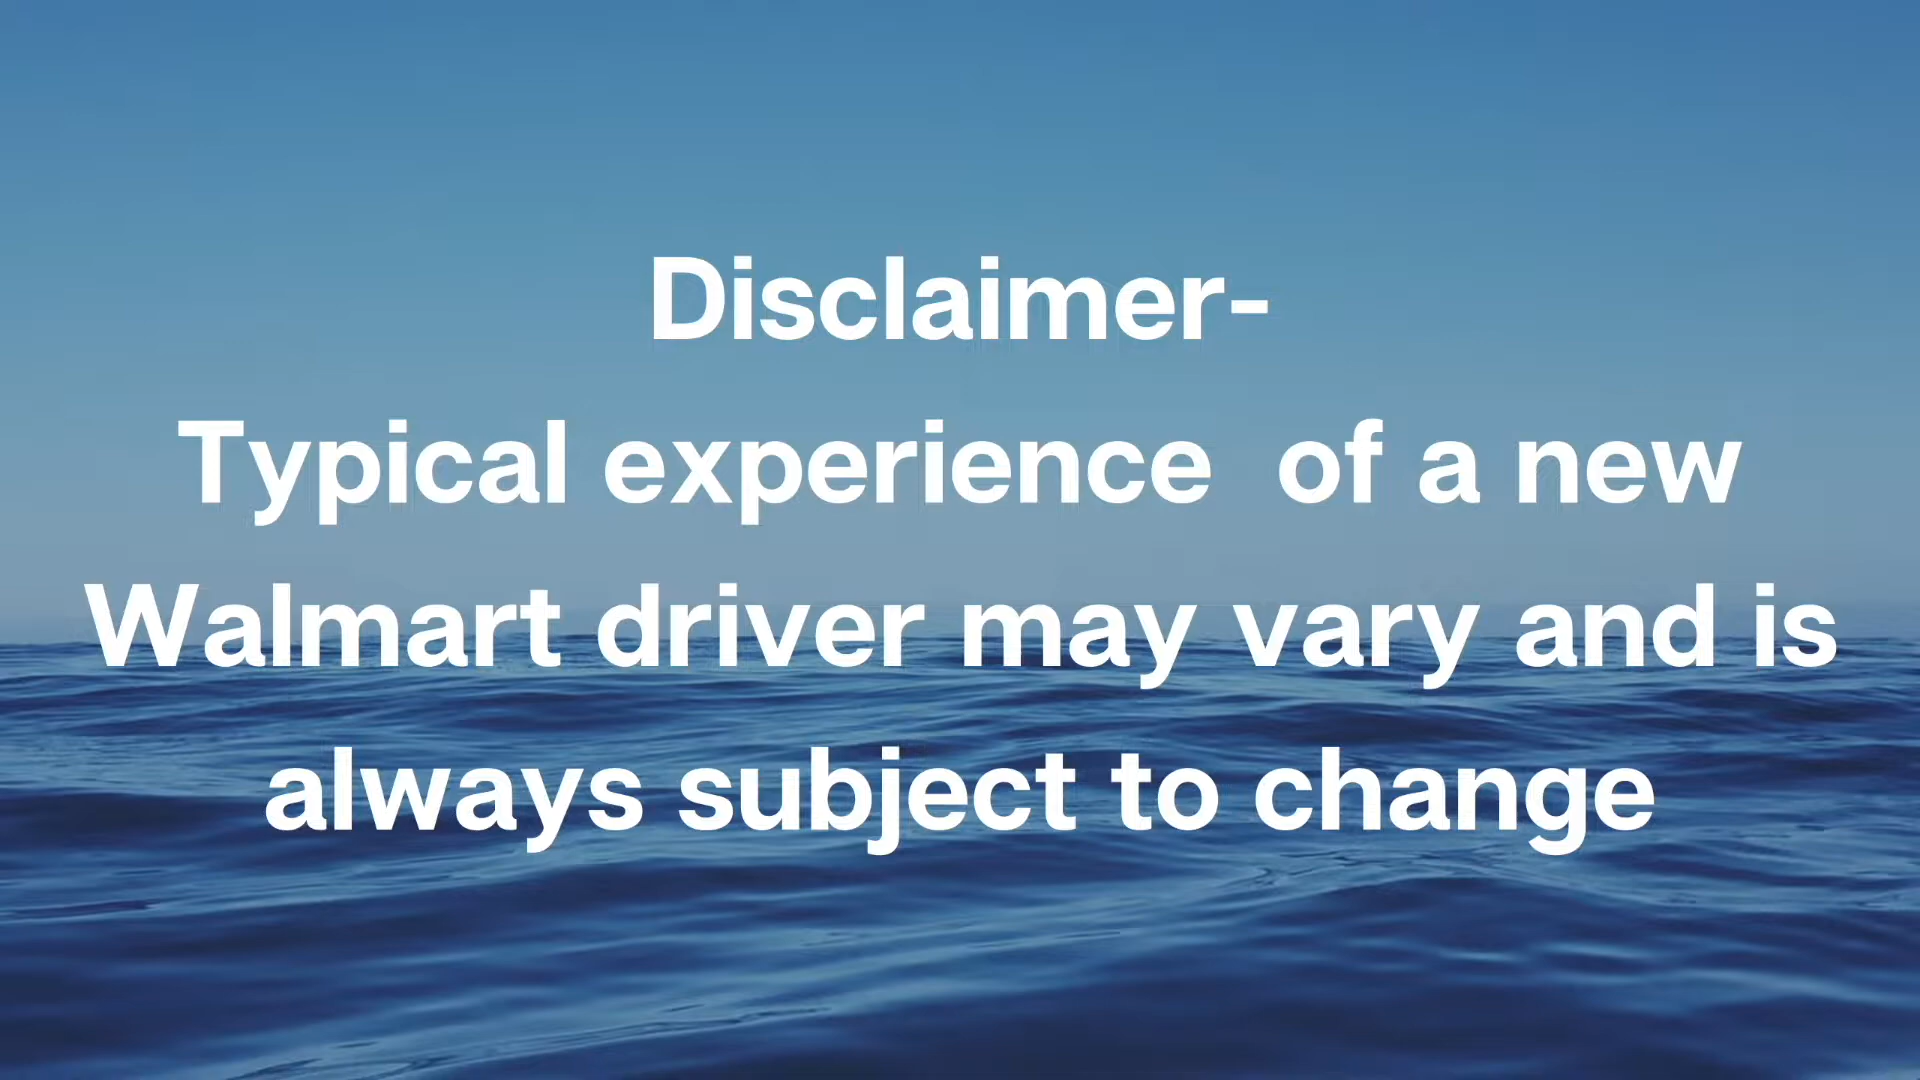 Disclaimer-
Typical experience  of a new
Walmart driver may vary and is
always subject to change